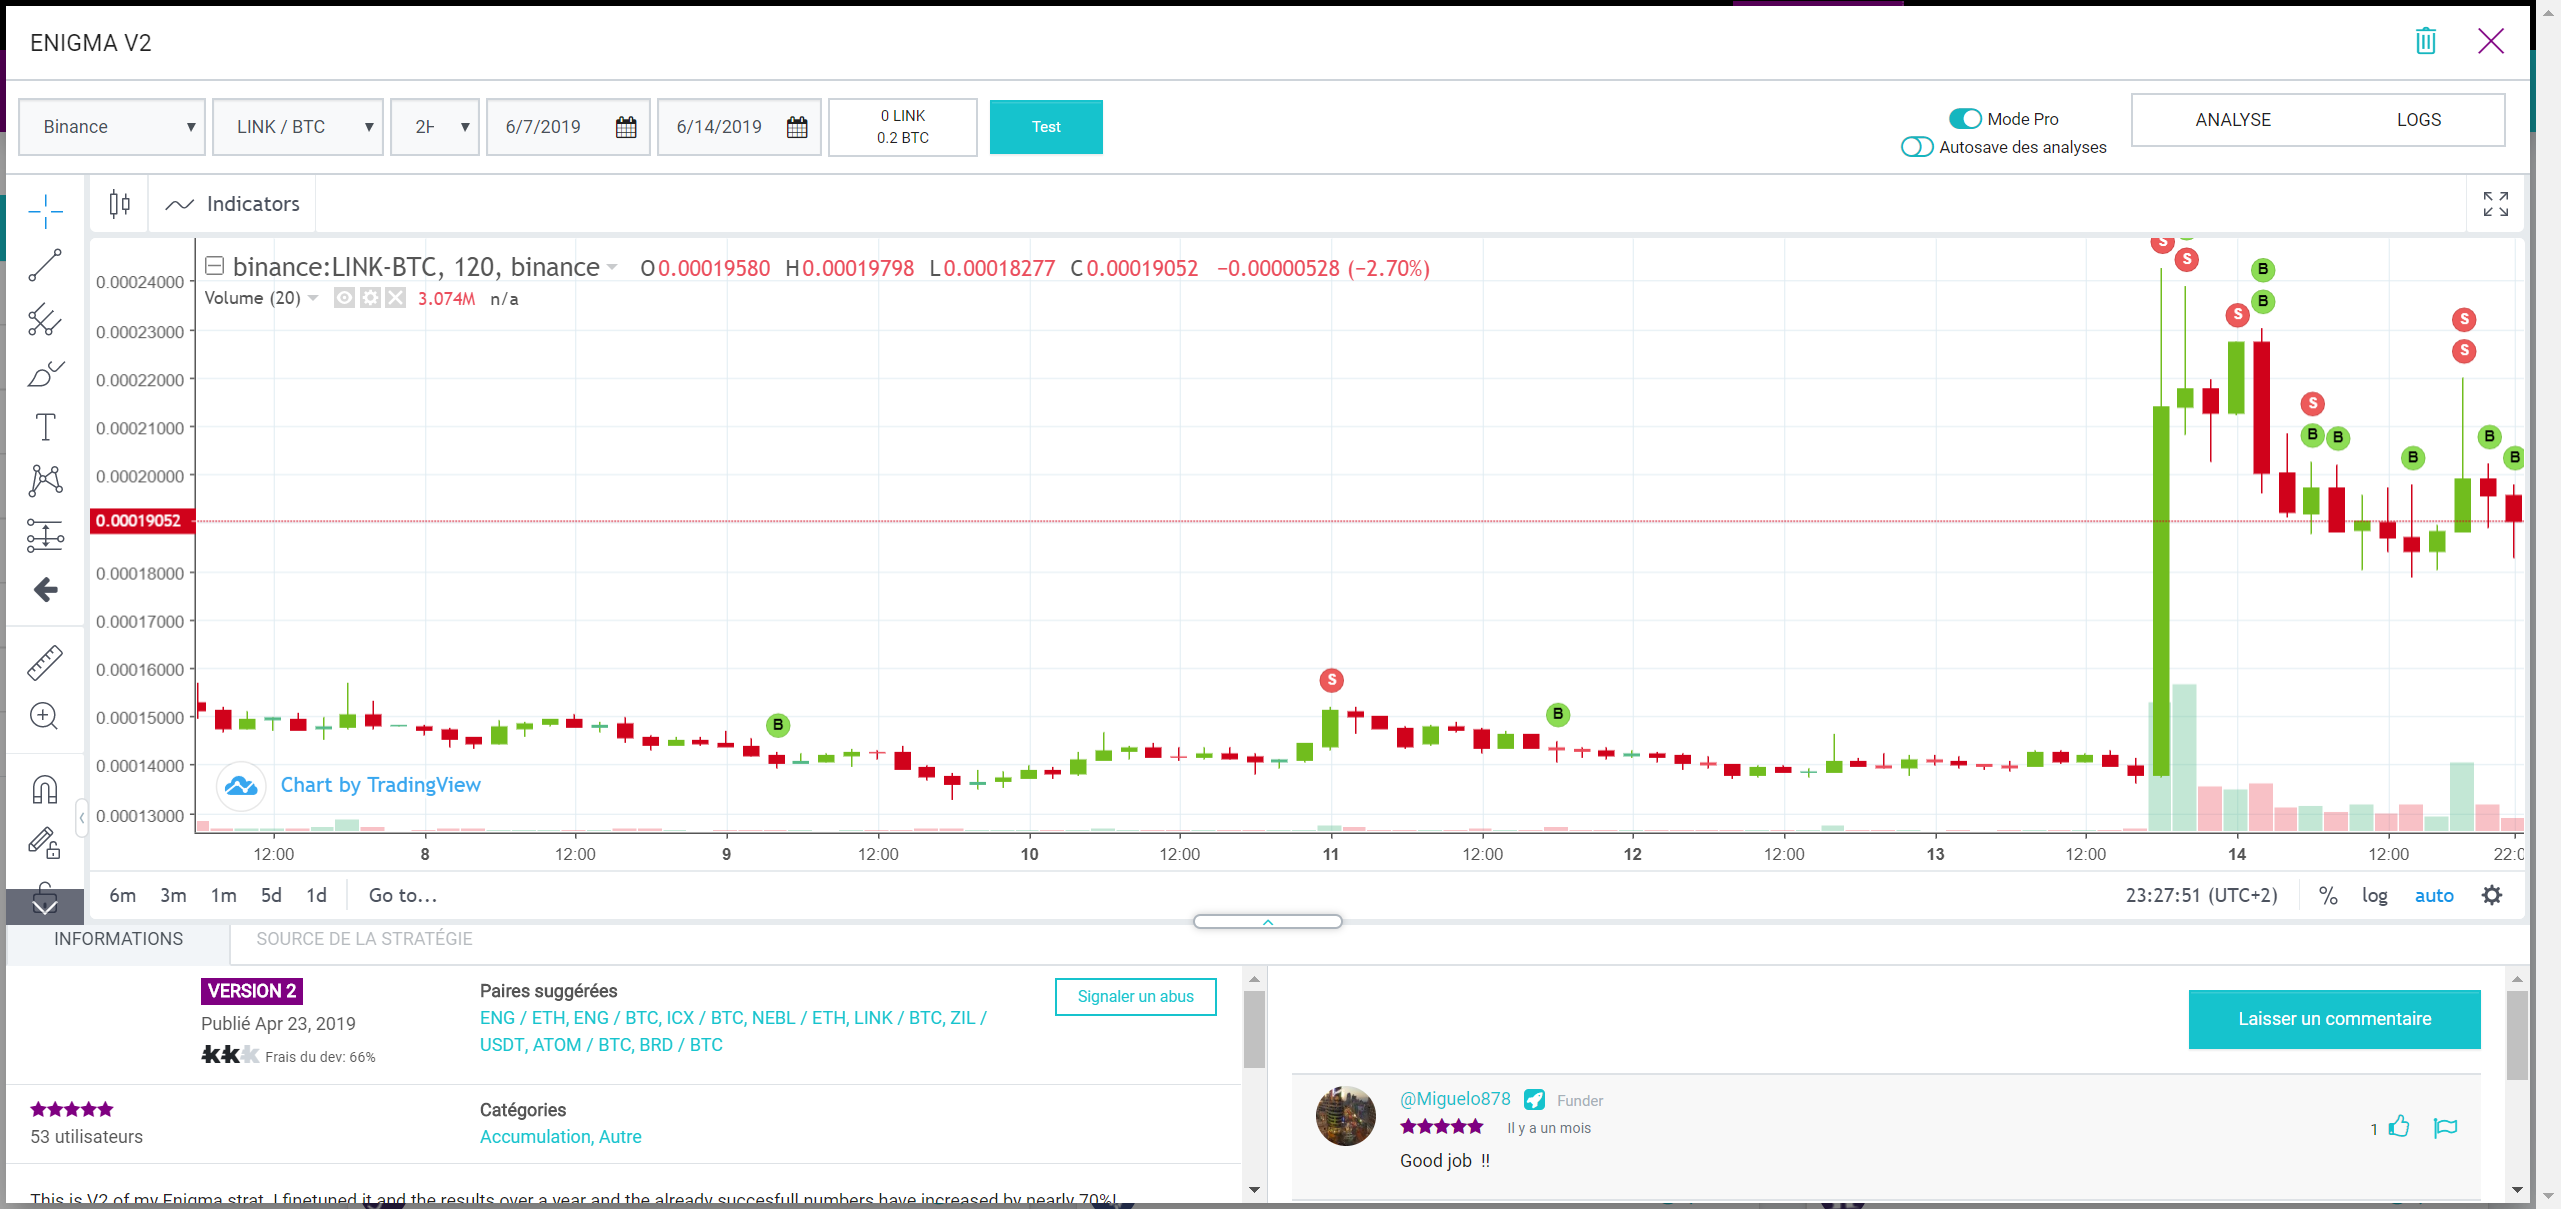 ENIGMA V2
Binance
LINK / BTC
2H
6/7/2019
6/14/2019
0 LINK
0.2 BTC
Test
Mode Pro
Autosave des analyses
ANALYSE
LOGS
Indicators
binance:LINK-BTC, 120, binance O0.00019580 H0.00019798 L0.00018277 C0.00019052 −0.00000528 (−2.70%)
Volume (20) 3.074M n/a
0.00024000
0.00023000
0.00022000
0.00021000
0.00020000
0.00019052
0.00018000
0.00017000
0.00016000
0.00015000
0.00014000
0.00013000
S
S
B
B
S
S
S
S
B
B
B
B
B
S
B
B
Chart by TradingView
12:00 8 12:00 9 12:00 10 12:00 11 12:00 12 12:00 13 12:00 14 12:00 22:0
6m 3m 1m 5d 1d Go to...
23:27:51 (UTC+2) % log auto
INFORMATIONS
SOURCE DE LA STRATÉGIE
VERSION 2
Publié Apr 23, 2019
Frais du dev: 66%
Paires suggérées
ENG / ETH, ENG / BTC, ICX / BTC, NEBL / ETH, LINK / BTC, ZIL /
USDT, ATOM / BTC, BRD / BTC
Signaler un abus
53 utilisateurs
Catégories
Accumulation, Autre
This is V2 of my Enigma strat. I finetuned it and the results over a year and the already succesfull numbers have increased by nearly 70%!
Laisser un commentaire
@Miguelo878 Funder
Il y a un mois
Good job !!
1